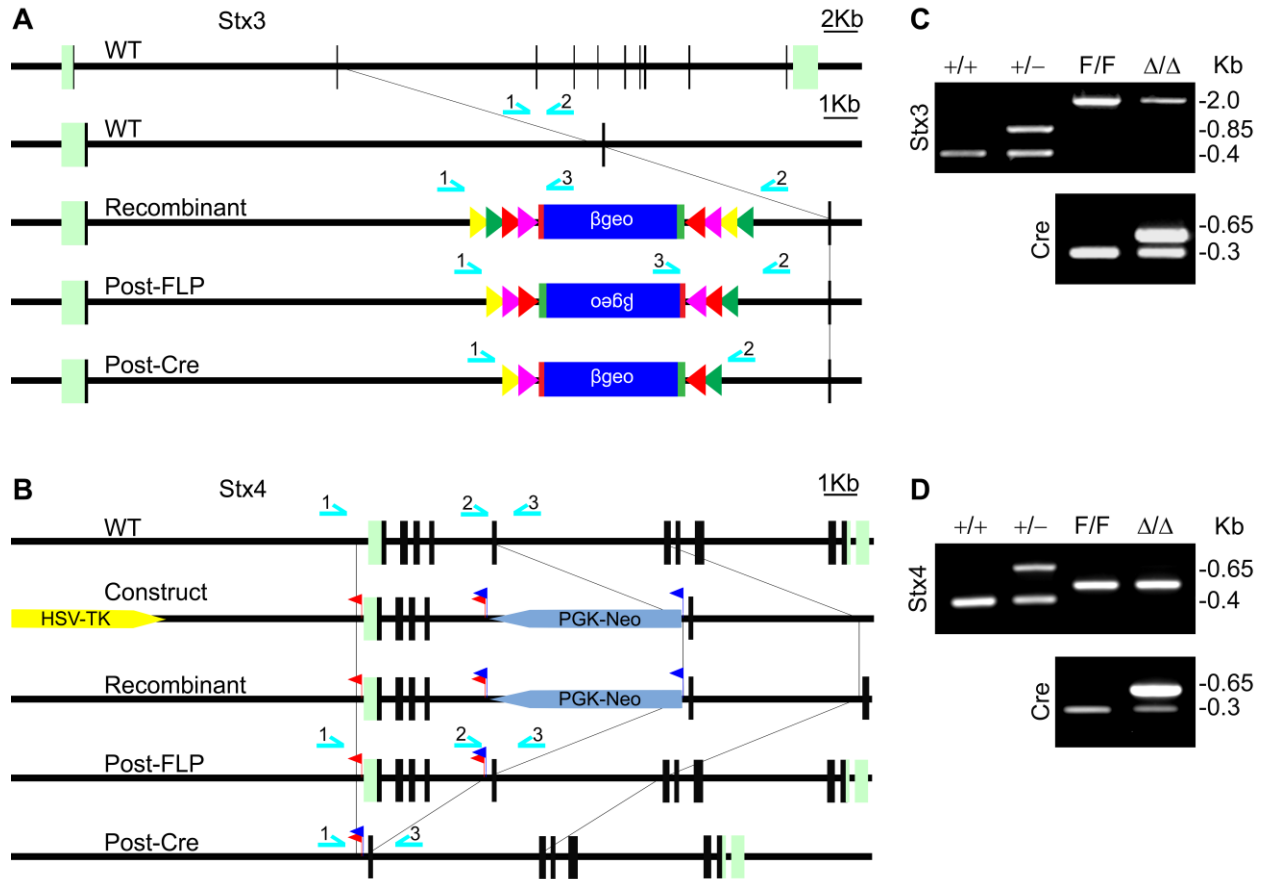 A
Stx3
2Kb
WT
1Kb
1 2
WT
1 3 2
Recombinant
βgeo
1 3 2
Post-FLP
βgeo
1 2
Post-Cre
βgeo
B
Stx4
1Kb
1 2 3
WT
Construct
HSV-TK
PGK-Neo
Recombinant
PGK-Neo
1 2 3
Post-FLP
1 3
Post-Cre
C
+/+ +/− F/F Δ/Δ Kb
Stx3
-2.0
-0.85
-0.4
Cre
-0.65
-0.3
D
+/+ +/− F/F Δ/Δ Kb
Stx4
-0.65
-0.4
Cre
-0.65
-0.3